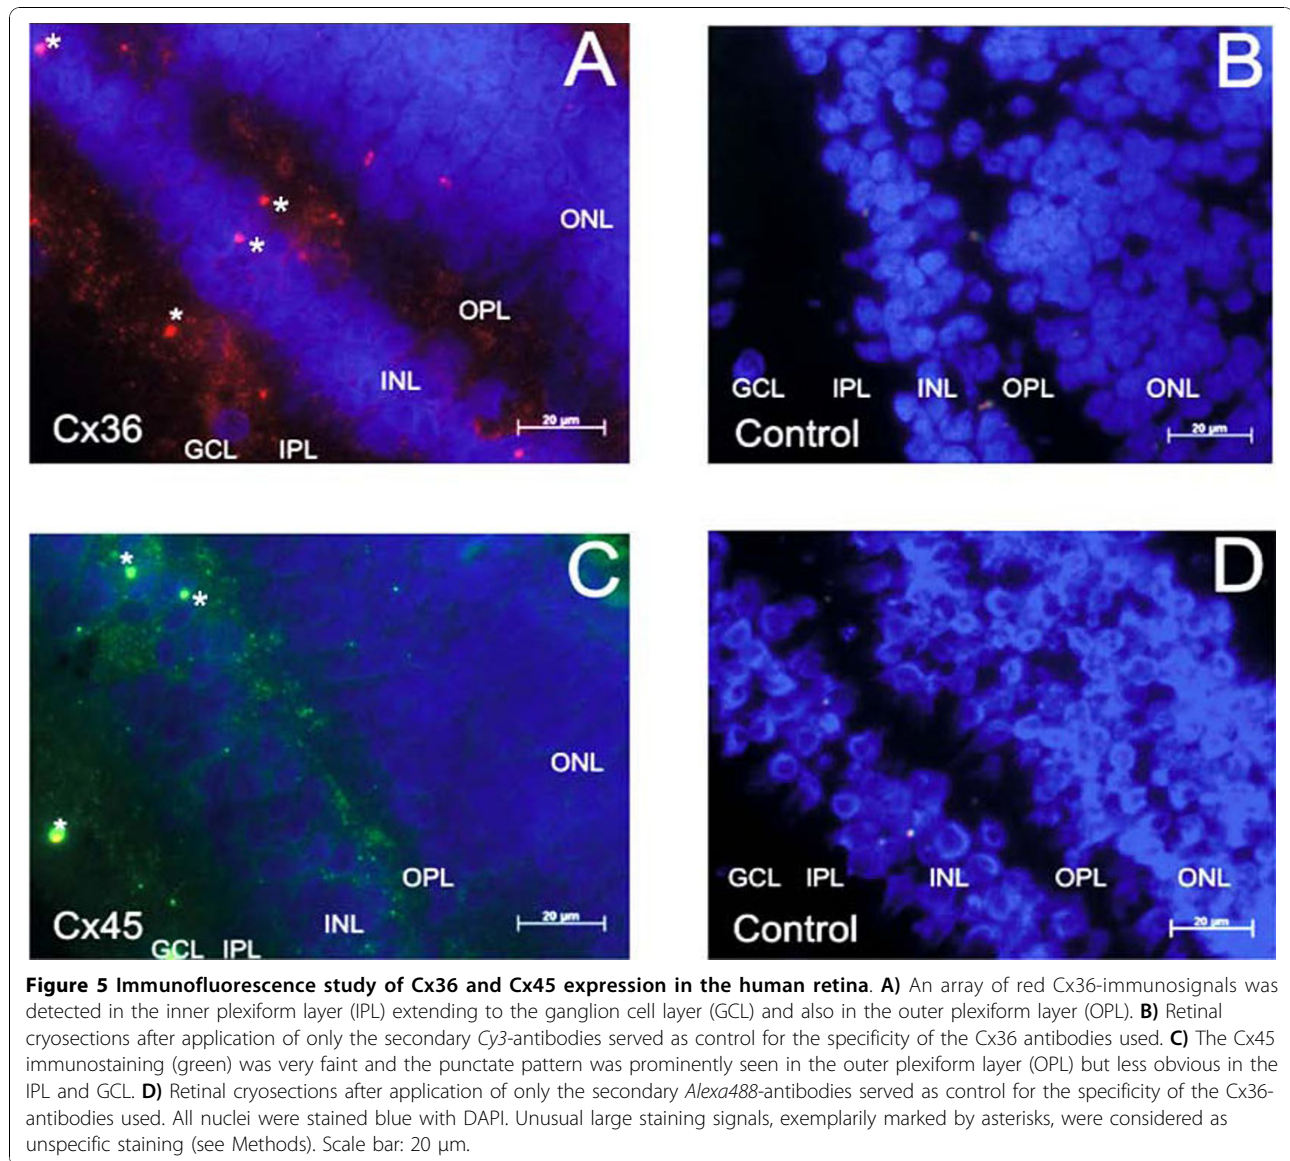 *
A
*
*
ONL
*
OPL
INL
20 µm
Cx36
GCL IPL
B
GCL IPL INL OPL ONL
Control
20 µm
*
C
*
ONL
*
OPL
INL
20 µm
Cx45
GCL IPL
D
GCL IPL INL OPL ONL
Control
20 µm
Figure 5 Immunofluorescence study of Cx36 and Cx45 expression in the human retina. A) An array of red Cx36-immunosignals was
detected in the inner plexiform layer (IPL) extending to the ganglion cell layer (GCL) and also in the outer plexiform layer (OPL). B) Retinal
cryosections after application of only the secondary Cy3-antibodies served as control for the specificity of the Cx36 antibodies used. C) The Cx45
immunostaining (green) was very faint and the punctate pattern was prominently seen in the outer plexiform layer (OPL) but less obvious in the
IPL and GCL. D) Retinal cryosections after application of only the secondary Alexa488-antibodies served as control for the specificity of the Cx36-
antibodies used. All nuclei were stained blue with DAPI. Unusual large staining signals, exemplarily marked by asterisks, were considered as
unspecific staining (see Methods). Scale bar: 20 µm.